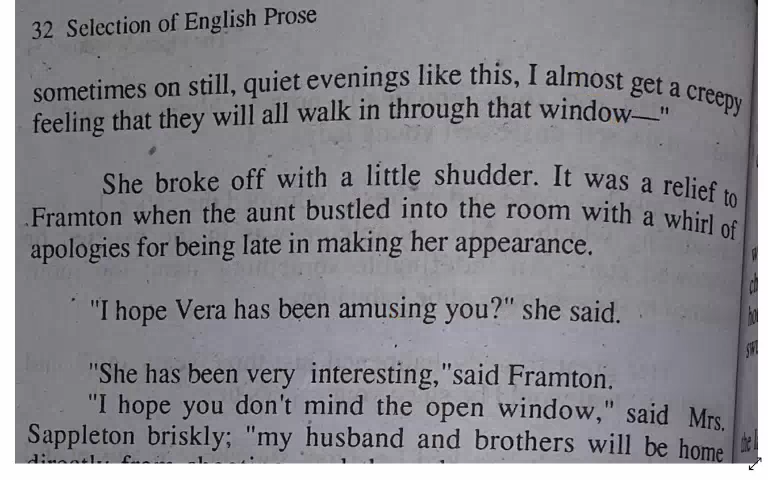 32 Selection of English Prose
sometimes on still, quiet evenings like this, I almost get a creepy
feeling that they will all walk in through that window—"
She broke off with a little shudder. It was a relief to
Framton when the aunt bustled into the room with a whirl of
apologies for being late in making her appearance.
"I hope Vera has been amusing you?" she said.
"She has been very interesting,"said Framton.
"I hope you don't mind the open window," said Mrs.
Sappleton briskly; "my husband and brothers will be home